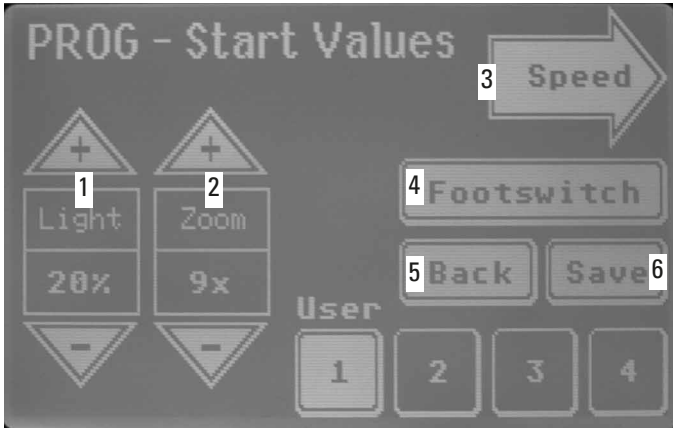 PROG - Start Values
3 Speed
+ +
1 2
Light Zoom
4 Footswitch
20% 9x
5 Back Save 6
User
- -
1 2 3 4